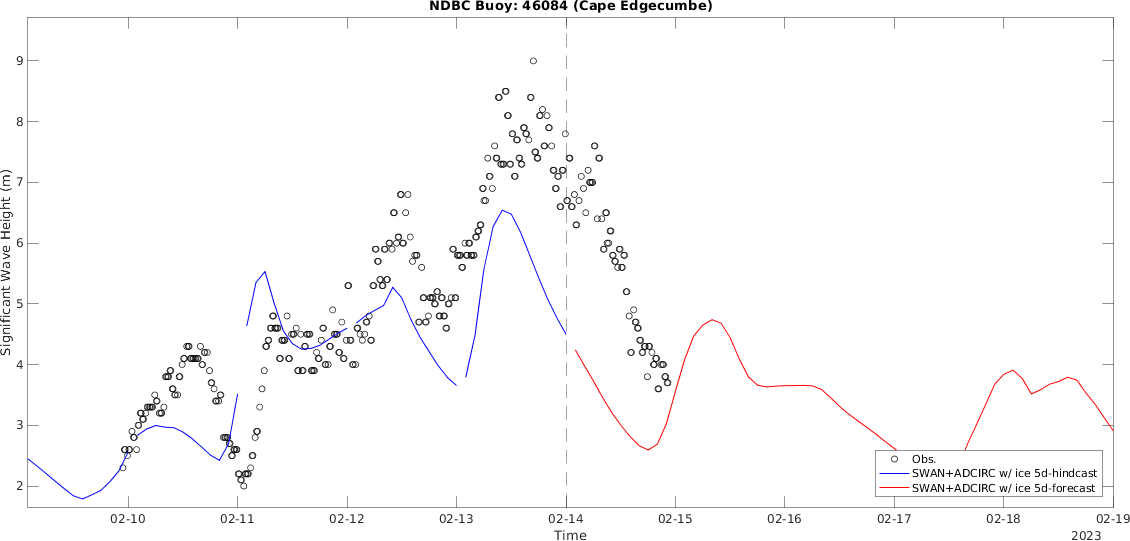 NDBC Buoy: 46084 (Cape Edgecumbe)
Significant Wave Height (m)
9
8
7
6
5
4
3
2
Obs.
SWAN+ADCIRC w/ ice 5d-hindcast
SWAN+ADCIRC w/ ice 5d-forecast
02-10 02-11 02-12 02-13 02-14 02-15 02-16 02-17 02-18 02-19
Time
2023